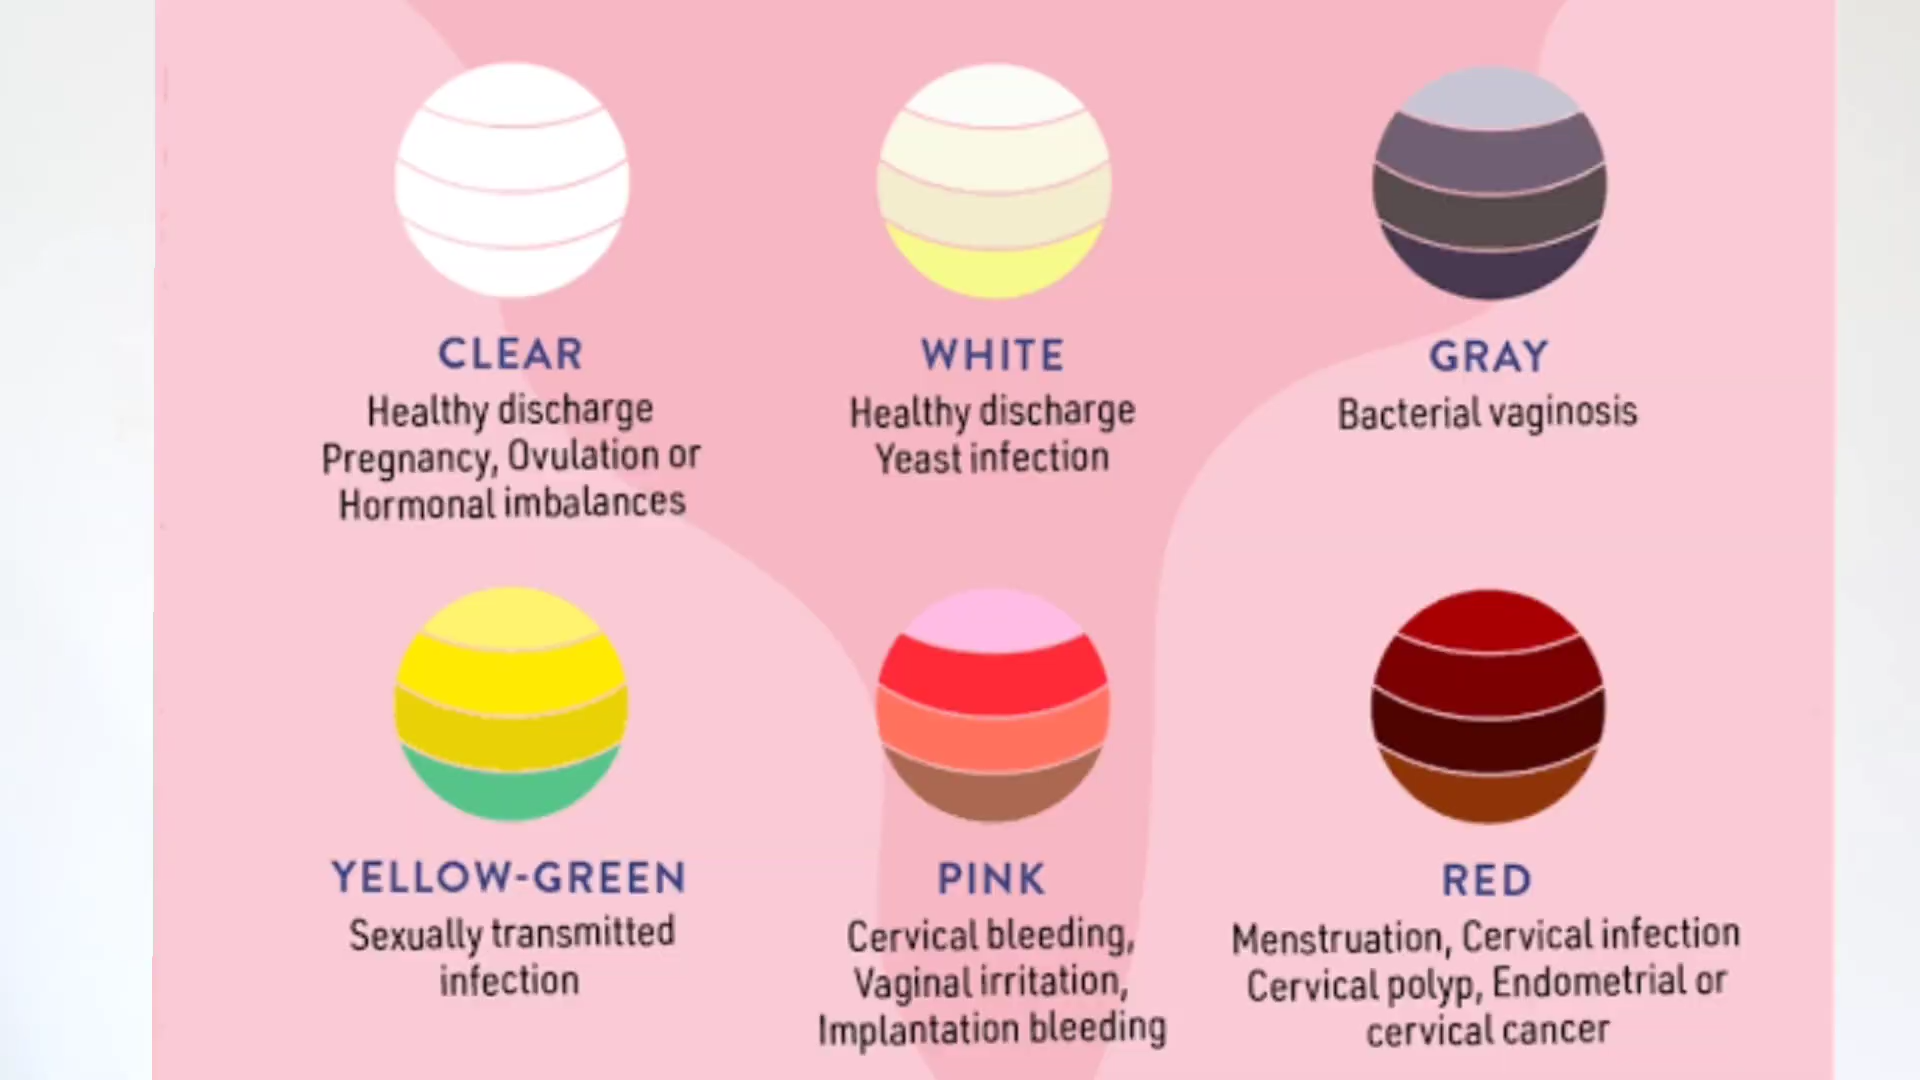 CLEAR
Healthy discharge
Pregnancy, Ovulation or
Hormonal imbalances
WHITE
Healthy discharge
Yeast infection
GRAY
Bacterial vaginosis
YELLOW-GREEN
Sexually transmitted
infection
PINK
Cervical bleeding,
Vaginal irritation,
Implantation bleeding
RED
Menstruation, Cervical infection
Cervical polyp, Endometrial or
cervical cancer